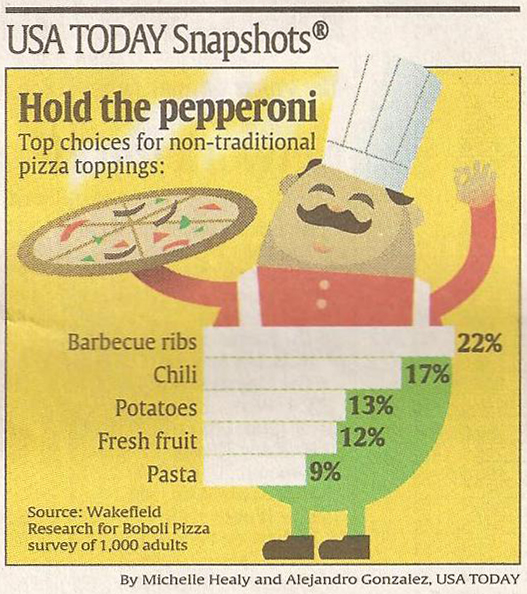 USA TODAY Snapshots®
Hold the pepperoni
Top choices for non-traditional
pizza toppings:
Barbecue ribs 22%
Chili 17%
Potatoes 13%
Fresh fruit 12%
Pasta 9%
Source: Wakefield
Research for Boboli Pizza
survey of 1,000 adults
By Michelle Healy and Alejandro Gonzalez, USA TODAY